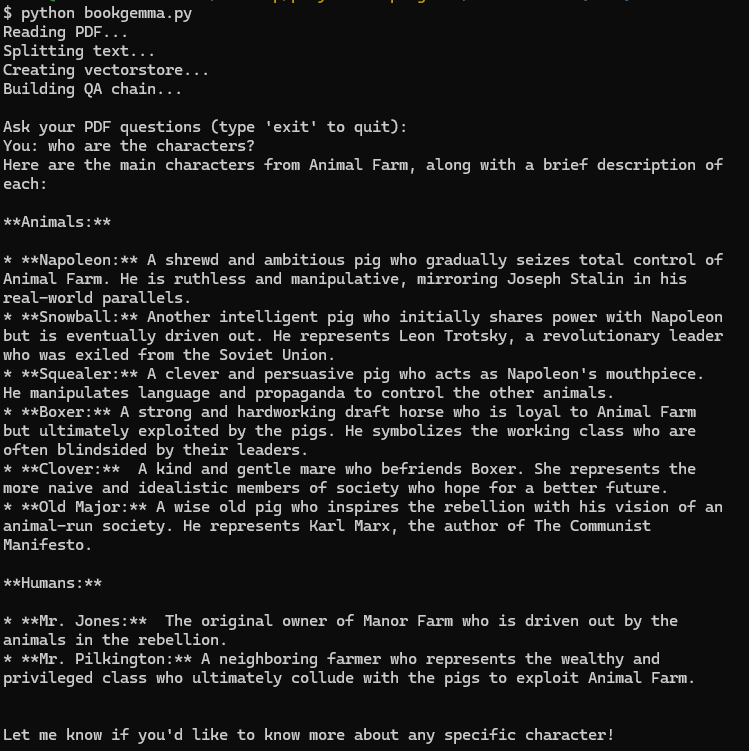 $ python bookgemma.py
Reading PDF...
Splitting text...
Creating vectorstore...
Building QA chain...
Ask your PDF questions (type 'exit' to quit):
You: who are the characters?
Here are the main characters from Animal Farm, along with a brief description of
each:
**Animals:**
* **Napoleon:** A shrewd and ambitious pig who gradually seizes total control of
Animal Farm. He is ruthless and manipulative, mirroring Joseph Stalin in his
real-world parallels.
* **Snowball:** Another intelligent pig who initially shares power with Napoleon
but is eventually driven out. He represents Leon Trotsky, a revolutionary leader
who was exiled from the Soviet Union.
* **Squealer:** A clever and persuasive pig who acts as Napoleon's mouthpiece.
He manipulates language and propaganda to control the other animals.
* **Boxer:** A strong and hardworking draft horse who is loyal to Animal Farm
but ultimately exploited by the pigs. He symbolizes the working class who are
often blindsided by their leaders.
* **Clover:**  A kind and gentle mare who befriends Boxer. She represents the
more naive and idealistic members of society who hope for a better future.
* **Old Major:** A wise old pig who inspires the rebellion with his vision of an
animal-run society. He represents Karl Marx, the author of The Communist
Manifesto.
**Humans:**
* **Mr. Jones:**  The original owner of Manor Farm who is driven out by the
animals in the rebellion.
* **Mr. Pilkington:** A neighboring farmer who represents the wealthy and
privileged class who ultimately collude with the pigs to exploit Animal Farm.
Let me know if you'd like to know more about any specific character!